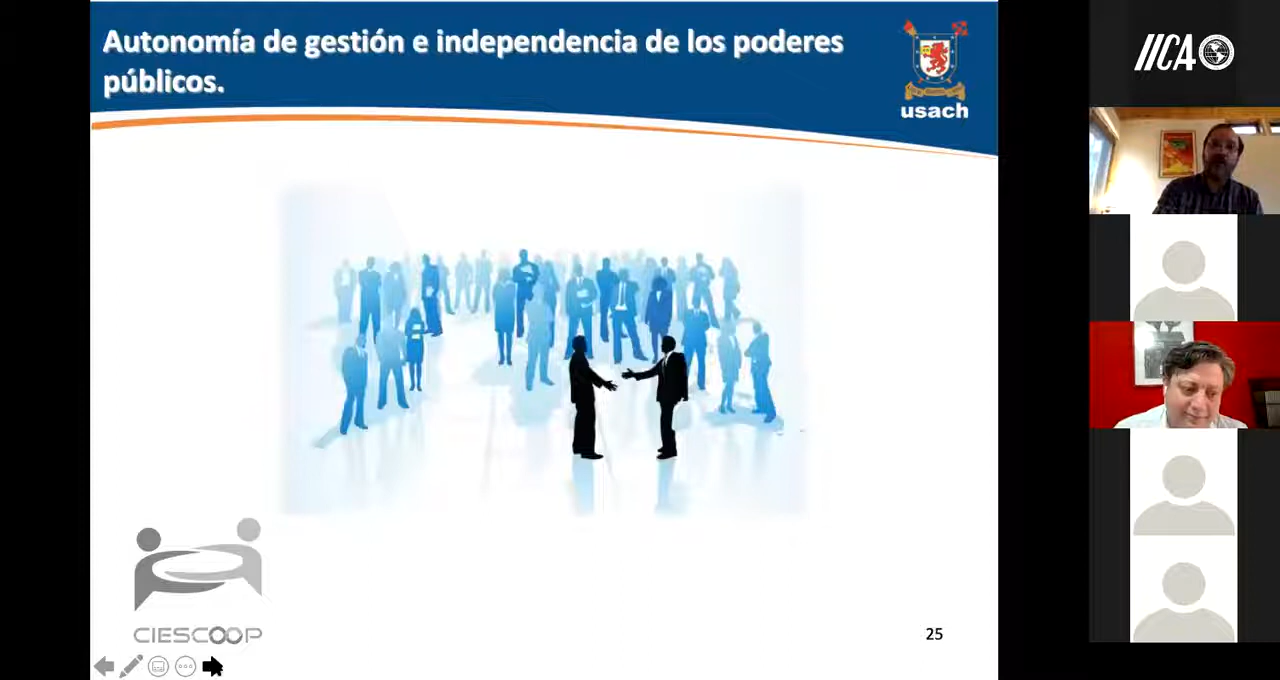 Autonomía de gestión e independencia de los poderes
públicos.
usach
IICA
CIESCOOP
25